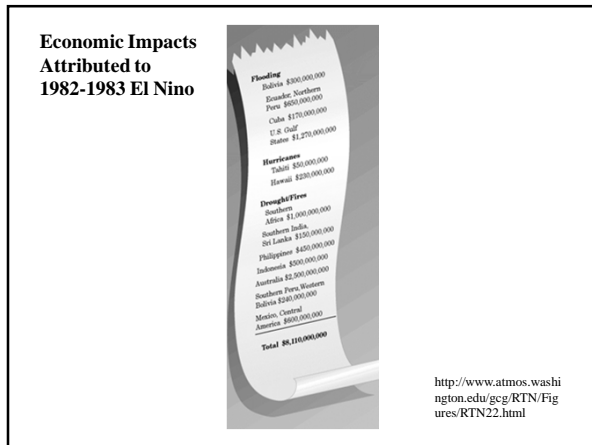 Economic Impacts
Attributed to
1982-1983 El Nino
Flooding
Bolivia $300,000,000
Ecuador, Northern
Peru $650,000,000
Cuba $170,000,000
U.S. Gulf
States $1,270,000,000
Hurricanes
Tahiti $50,000,000
Hawaii $230,000,000
Drought/Fires
Southern
Africa $1,000,000,000
Southern India,
Sri Lanka $150,000,000
Philippines $450,000,000
Indonesia $500,000,000
Australia $2,500,000,000
Southern Peru,Western
Bolivia $240,000,000
Mexico, Central
America $600,000,000
Total $8,110,000,000
http://www.atmos.washi
ngton.edu/gcg/RTN/Fig
ures/RTN22.html